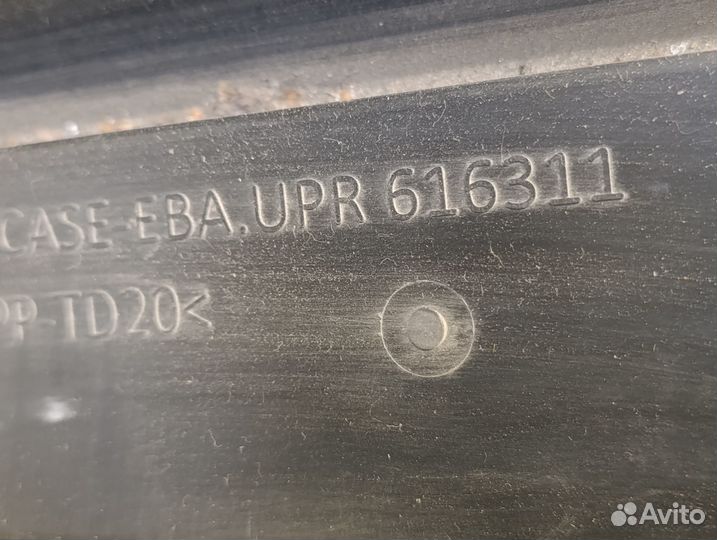 CASE-EBA.UPR 616311
PP-TD20<
Avito